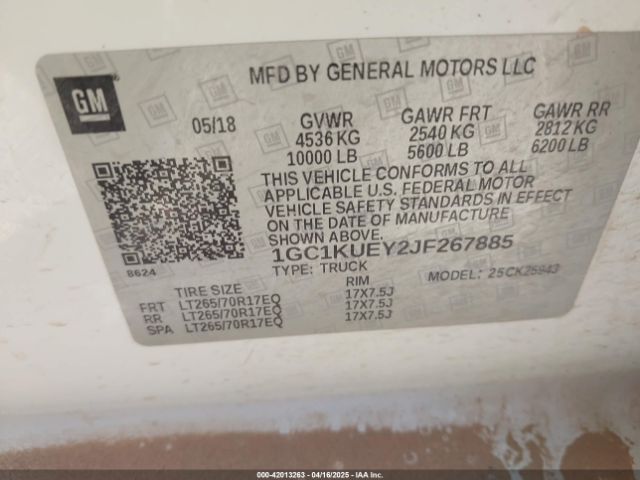 GM
MFD BY GENERAL MOTORS LLC
05/18
GVWR
4536 KG
10000 LB
GAWR FRT
2540 KG
5600 LB
GAWR RR
2812 KG
6200 LB
THIS VEHICLE CONFORMS TO ALL
APPLICABLE U.S. FEDERAL MOTOR
VEHICLE SAFETY STANDARDS IN EFFECT
ON THE DATE OF MANUFACTURE
SHOWN ABOVE.
1GC1KUEY2JF267885
8624
TYPE: TRUCK
MODEL: 25CK25943
TIRE SIZE RIM
FRT LT265/70R17EQ 17X7.5J
RR LT265/70R17EQ 17X7.5J
SPA LT265/70R17EQ 17X7.5J
000-42013263 - 04/16/2025 - IAA Inc.